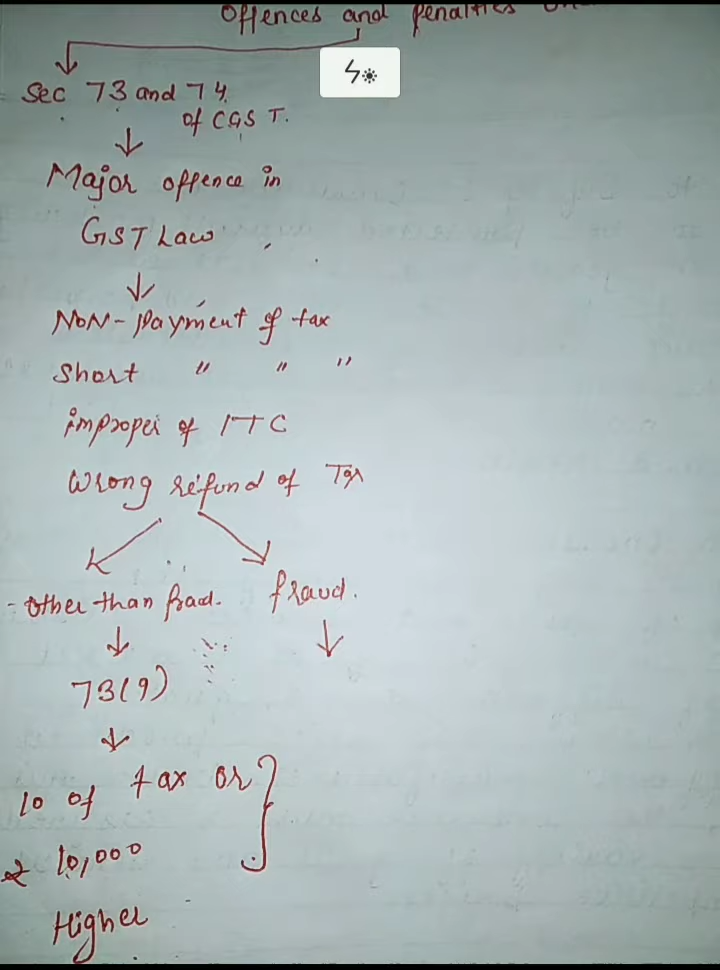 Offences and Penalties
Sec 73 and 74
of CGST.
Major offence in
GST Law
NON-payment of tax
Short " " "
improper of ITC
Wrong refund of Tax
- other than fraud. fraud.
73(9)
10 of tax or
₹ 10,000
Higher